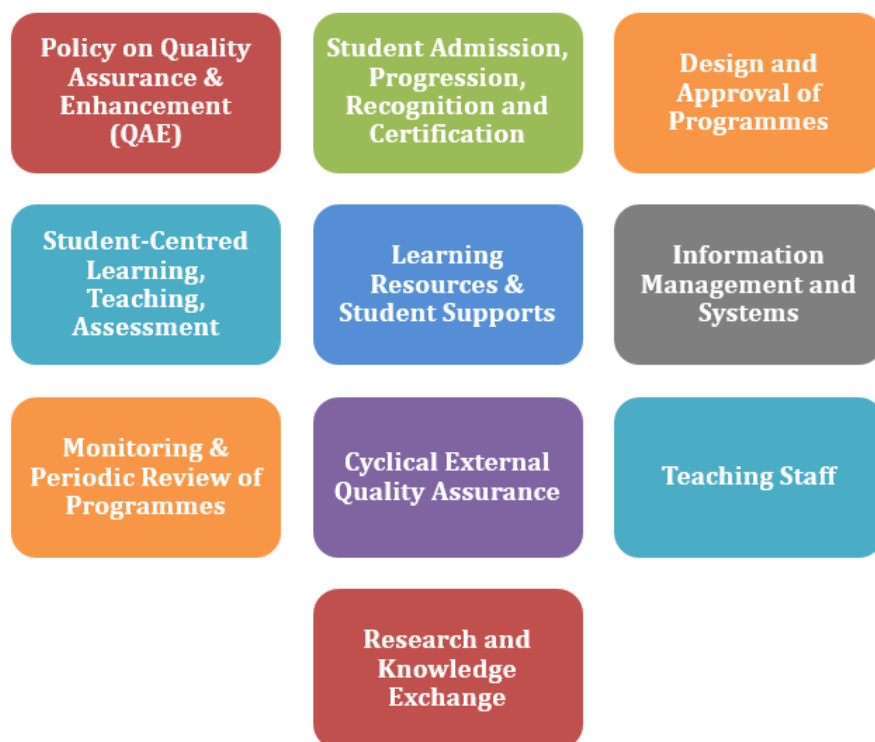 Policy on Quality
Assurance &
Enhancement
(QAE)
Student Admission,
Progression,
Recognition and
Certification
Design and
Approval of
Programmes
Student-Centred
Learning,
Teaching,
Assessment
Learning
Resources &
Student Supports
Information
Management and
Systems
Monitoring &
Periodic Review of
Programmes
Cyclical External
Quality Assurance
Teaching Staff
Research and
Knowledge
Exchange